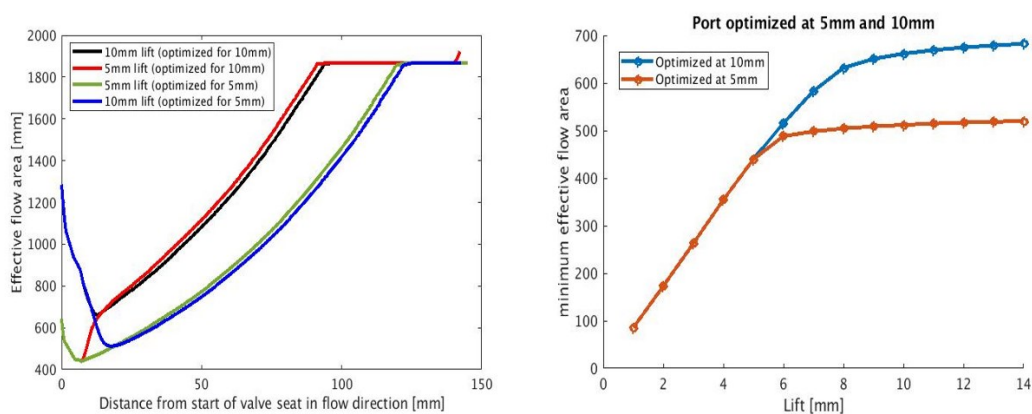 2000
1800
1600
1400
1200
1000
800
600
400
0
50
100
150
Effective flow area [mm]
Distance from start of valve seat in flow direction [mm]
10mm lift (optimized for 10mm)
5mm lift (optimized for 10mm)
5mm lift (optimized for 5mm)
10mm lift (optimized for 5mm)
Port optimized at 5mm and 10mm
700
600
500
400
300
200
100
0
0
2
4
6
8
10
12
14
minimum effective flow area
Lift [mm]
Optimized at 10mm
Optimized at 5mm